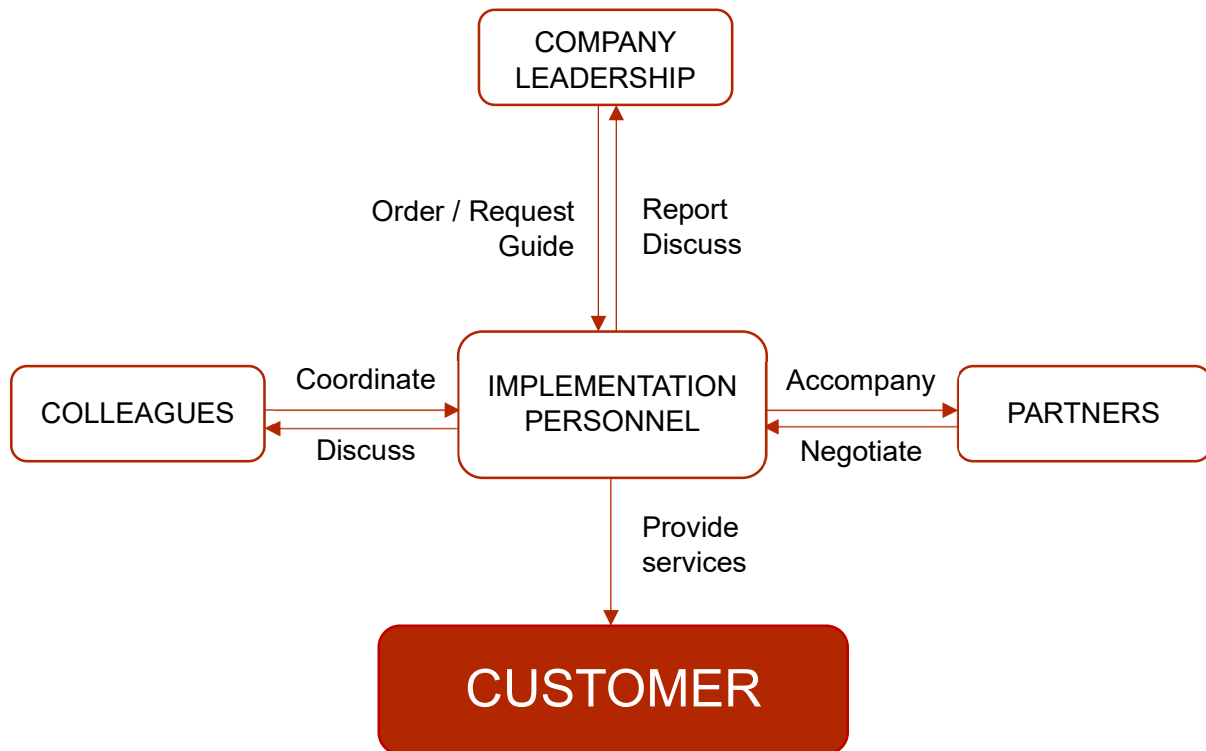 COMPANY
LEADERSHIP
Order / Request
Guide
Report
Discuss
COLLEAGUES
Coordinate
Discuss
IMPLEMENTATION
PERSONNEL
Accompany
Negotiate
PARTNERS
Provide
services
CUSTOMER